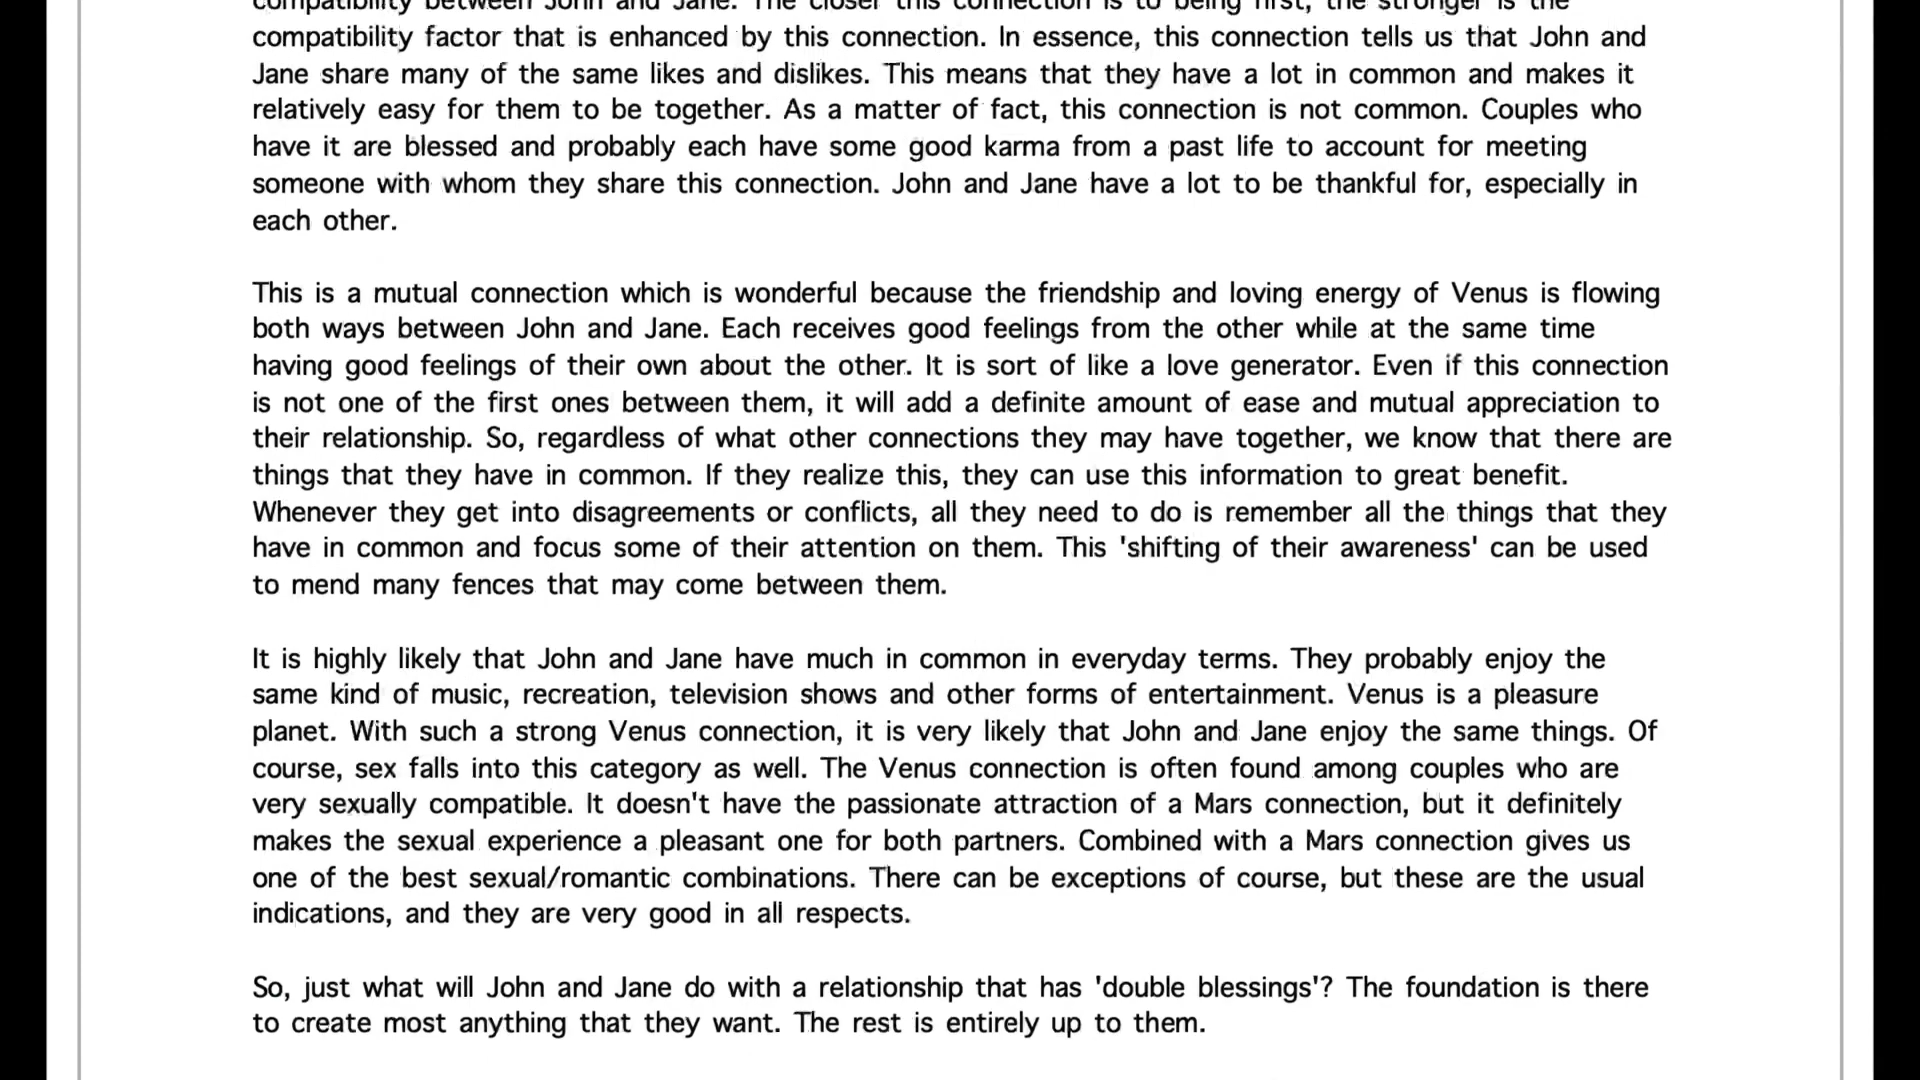 compatibility between John and Jane. The closer this connection is to being first, the stronger is the
compatibility factor that is enhanced by this connection. In essence, this connection tells us that John and
Jane share many of the same likes and dislikes. This means that they have a lot in common and makes it
relatively easy for them to be together. As a matter of fact, this connection is not common. Couples who
have it are blessed and probably each have some good karma from a past life to account for meeting
someone with whom they share this connection. John and Jane have a lot to be thankful for, especially in
each other.
This is a mutual connection which is wonderful because the friendship and loving energy of Venus is flowing
both ways between John and Jane. Each receives good feelings from the other while at the same time
having good feelings of their own about the other. It is sort of like a love generator. Even if this connection
is not one of the first ones between them, it will add a definite amount of ease and mutual appreciation to
their relationship. So, regardless of what other connections they may have together, we know that there are
things that they have in common. If they realize this, they can use this information to great benefit.
Whenever they get into disagreements or conflicts, all they need to do is remember all the things that they
have in common and focus some of their attention on them. This 'shifting of their awareness' can be used
to mend many fences that may come between them.
It is highly likely that John and Jane have much in common in everyday terms. They probably enjoy the
same kind of music, recreation, television shows and other forms of entertainment. Venus is a pleasure
planet. With such a strong Venus connection, it is very likely that John and Jane enjoy the same things. Of
course, sex falls into this category as well. The Venus connection is often found among couples who are
very sexually compatible. It doesn't have the passionate attraction of a Mars connection, but it definitely
makes the sexual experience a pleasant one for both partners. Combined with a Mars connection gives us
one of the best sexual/romantic combinations. There can be exceptions of course, but these are the usual
indications, and they are very good in all respects.
So, just what will John and Jane do with a relationship that has 'double blessings'? The foundation is there
to create most anything that they want. The rest is entirely up to them.